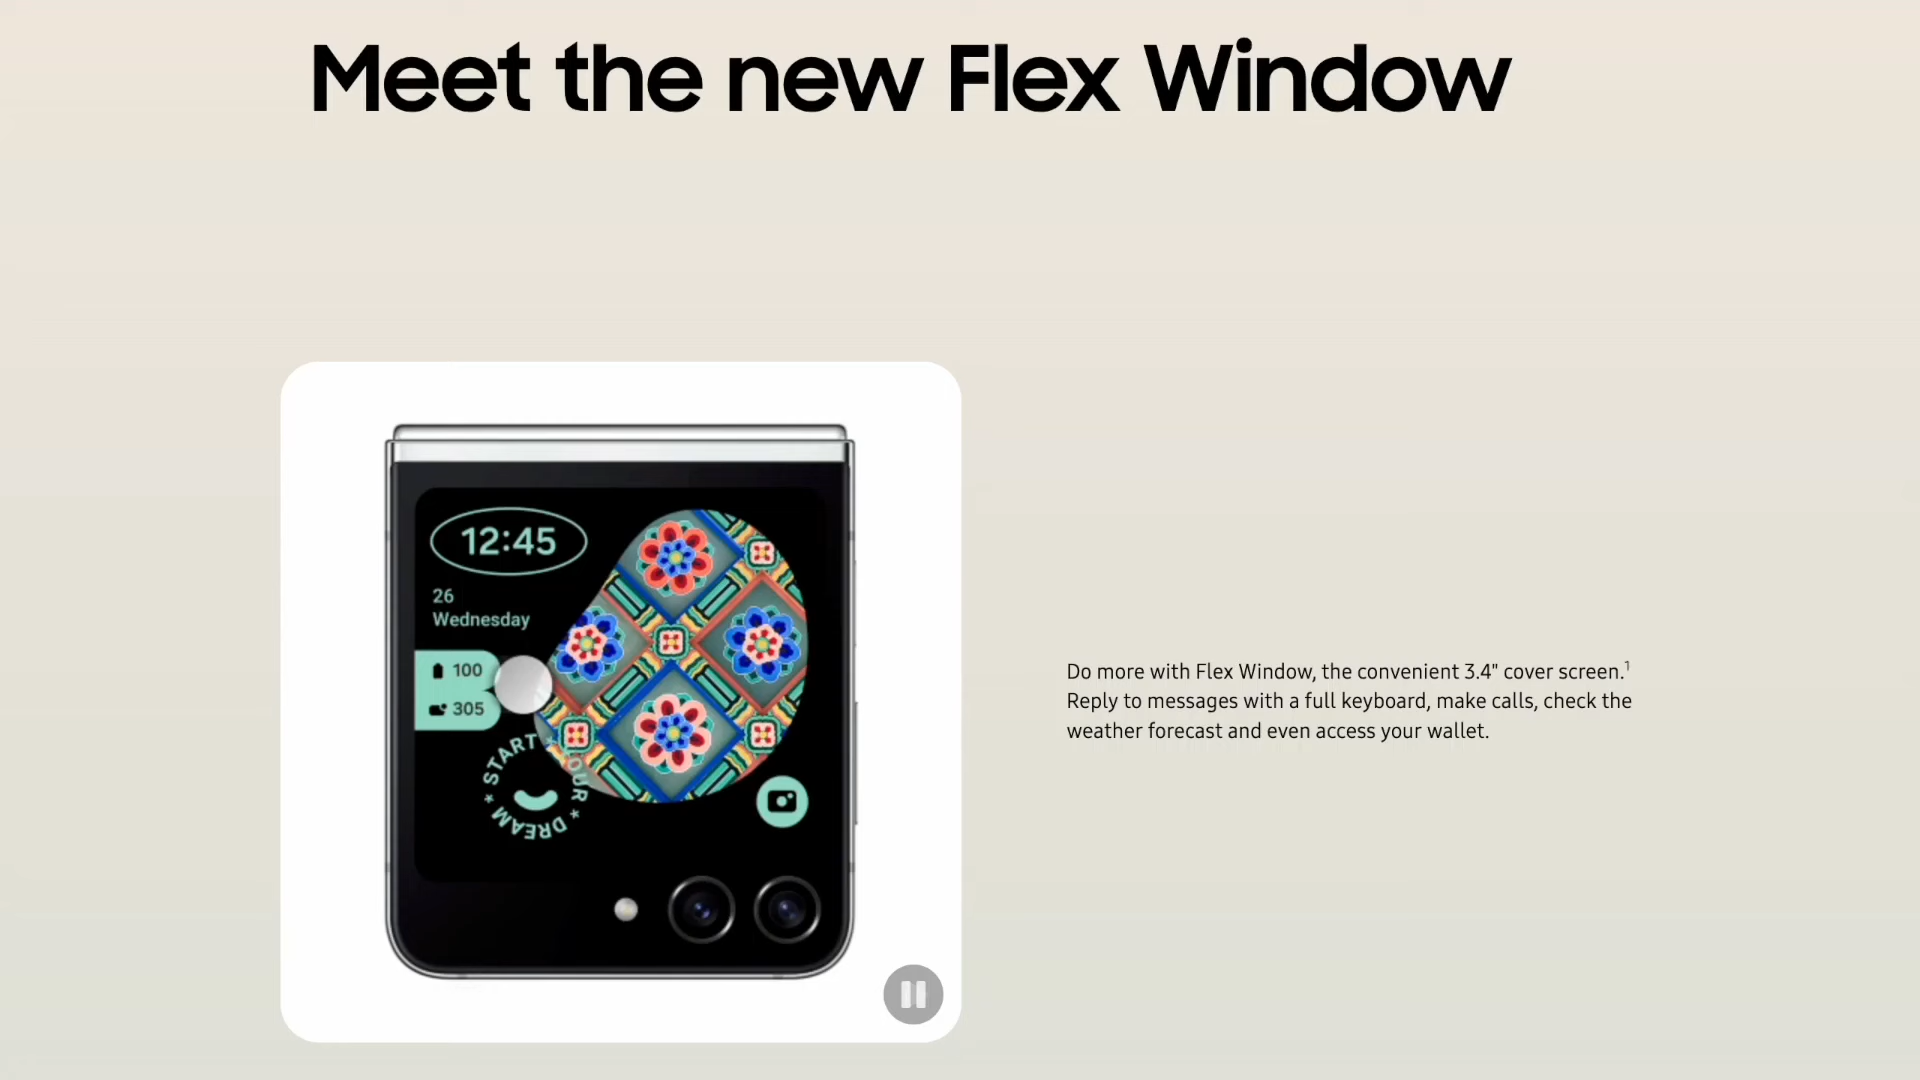 Meet the new Flex Window
12:45
26
Wednesday
100
305
START YOUR DREAM
Do more with Flex Window, the convenient 3.4" cover screen.1
Reply to messages with a full keyboard, make calls, check the
weather forecast and even access your wallet.